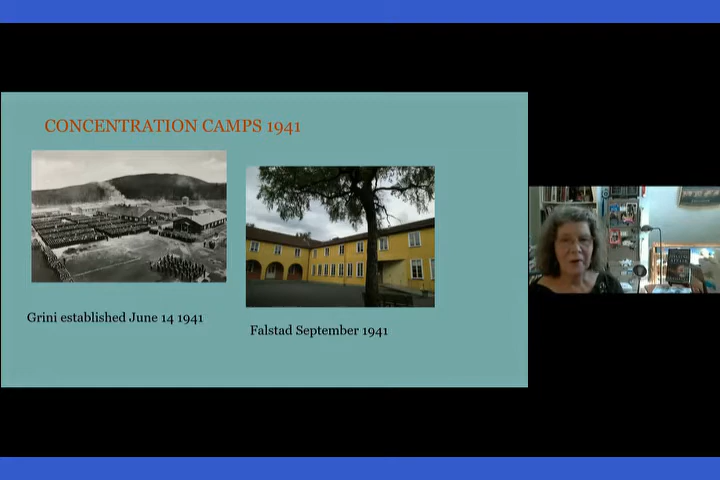 CONCENTRATION CAMPS 1941
Grini established June 14 1941
Falstad September 1941